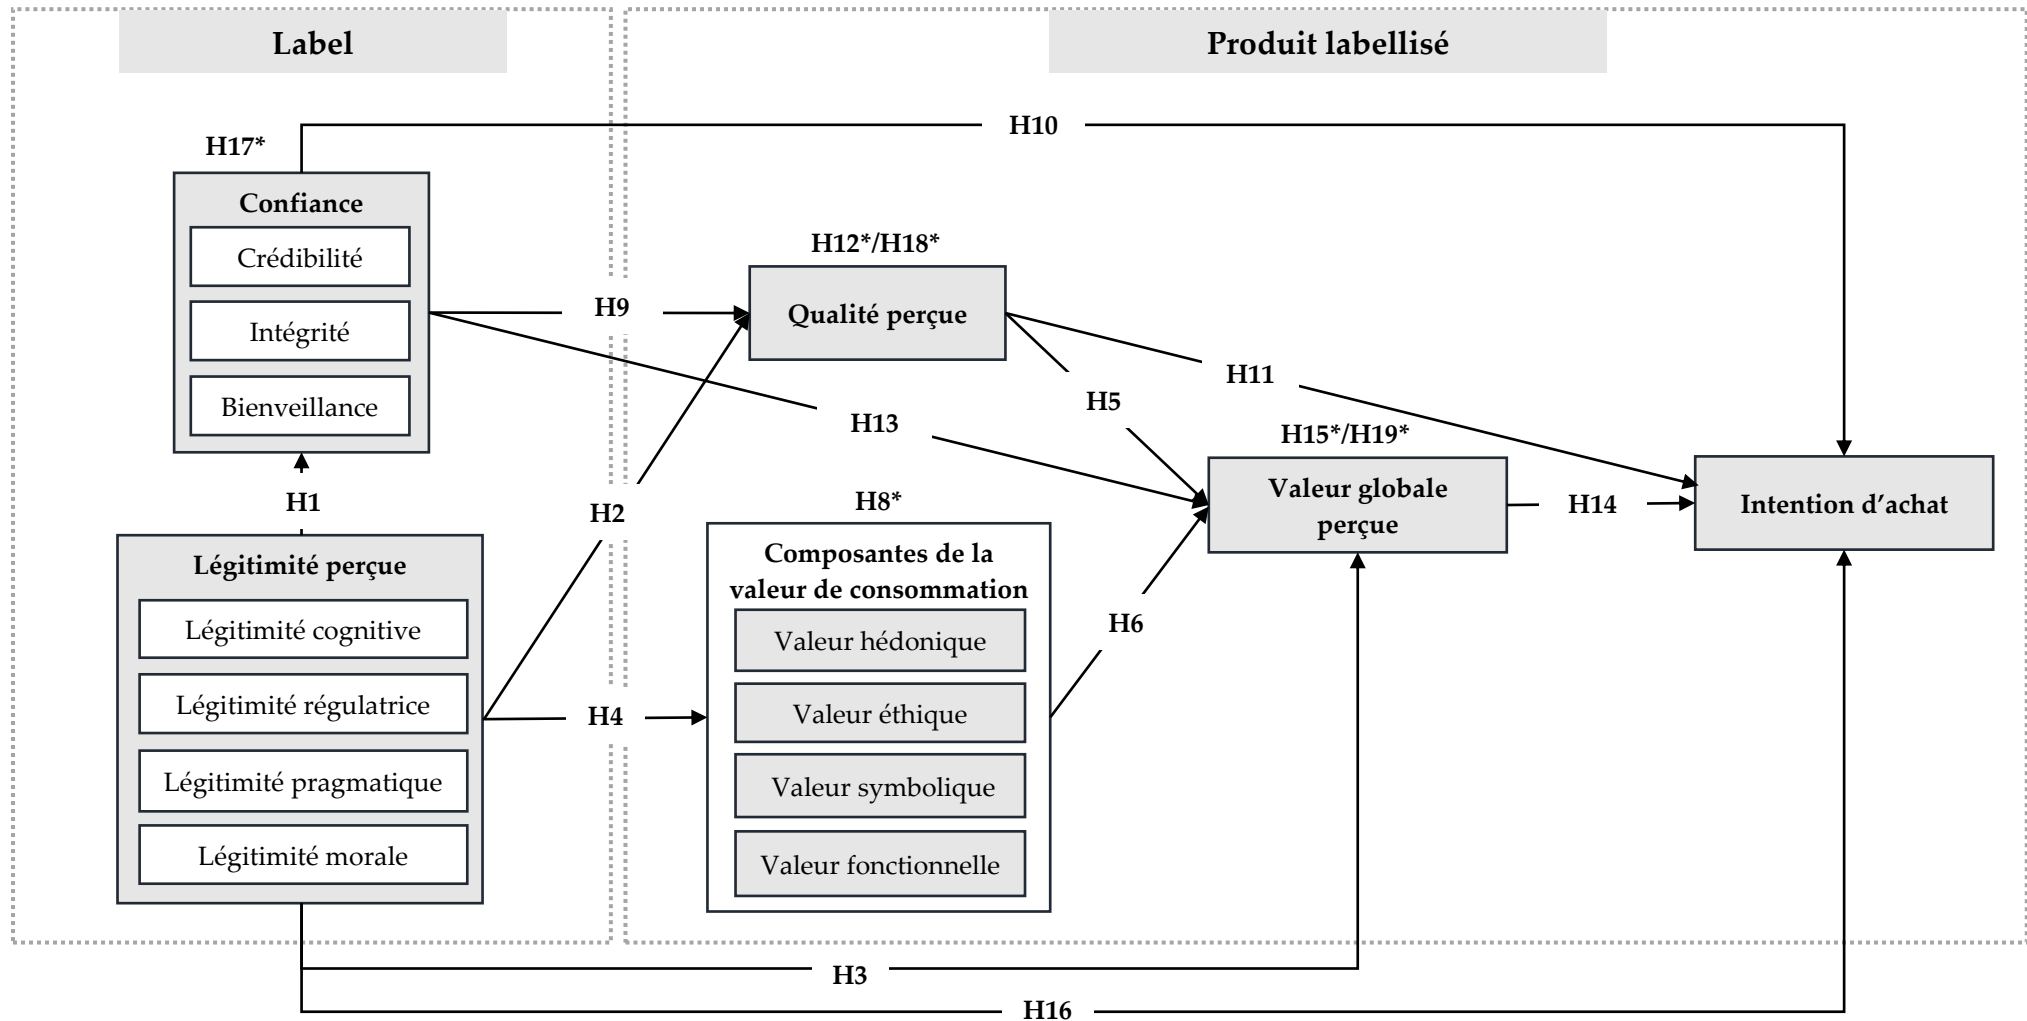 Label
Produit labellisé
H10
H17*
Confiance
Crédibilité
Intégrité
Bienveillance
H12*/H18*
Qualité perçue
H9
H11
H5
H13
H15*/H19*
Valeur globale
perçue
H14
Intention d’achat
H1
H2
H8*
Légitimité perçue
Légitimité cognitive
Légitimité régulatrice
Légitimité pragmatique
Légitimité morale
H4
Composantes de la
valeur de consommation
Valeur hédonique
Valeur éthique
Valeur symbolique
Valeur fonctionnelle
H6
H3
H16